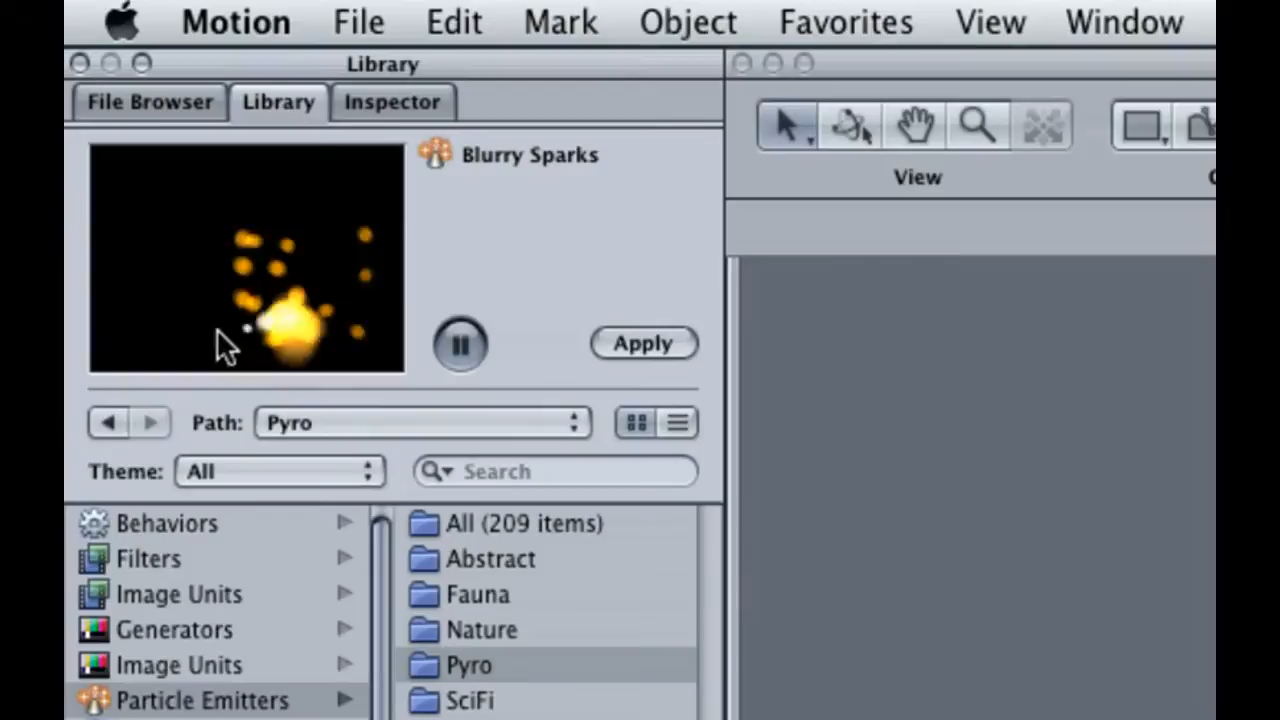 Motion File Edit Mark Object Favorites View Window
Library
File Browser Library Inspector
Blurry Sparks
View
Apply
Path: Pyro
Theme: All Search
Behaviors All (209 items)
Filters Abstract
Image Units Fauna
Generators Nature
Image Units Pyro
Particle Emitters SciFi